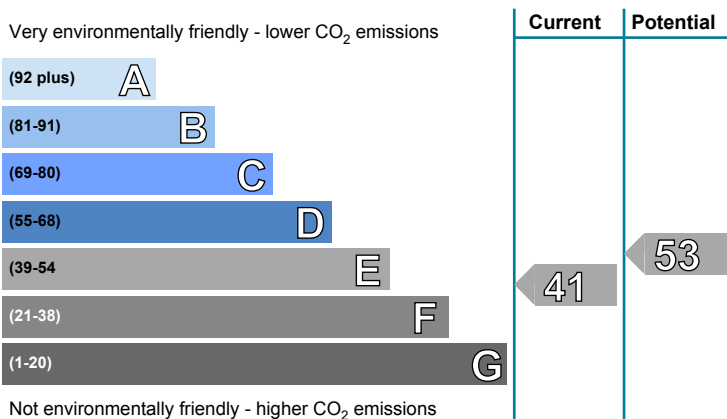 Very environmentally friendly - lower CO2 emissions
Current Potential
(92 plus) A
(81-91) B
(69-80) C
(55-68) D
(39-54 E
(21-38) F
(1-20) G
41
53
Not environmentally friendly - higher CO2 emissions